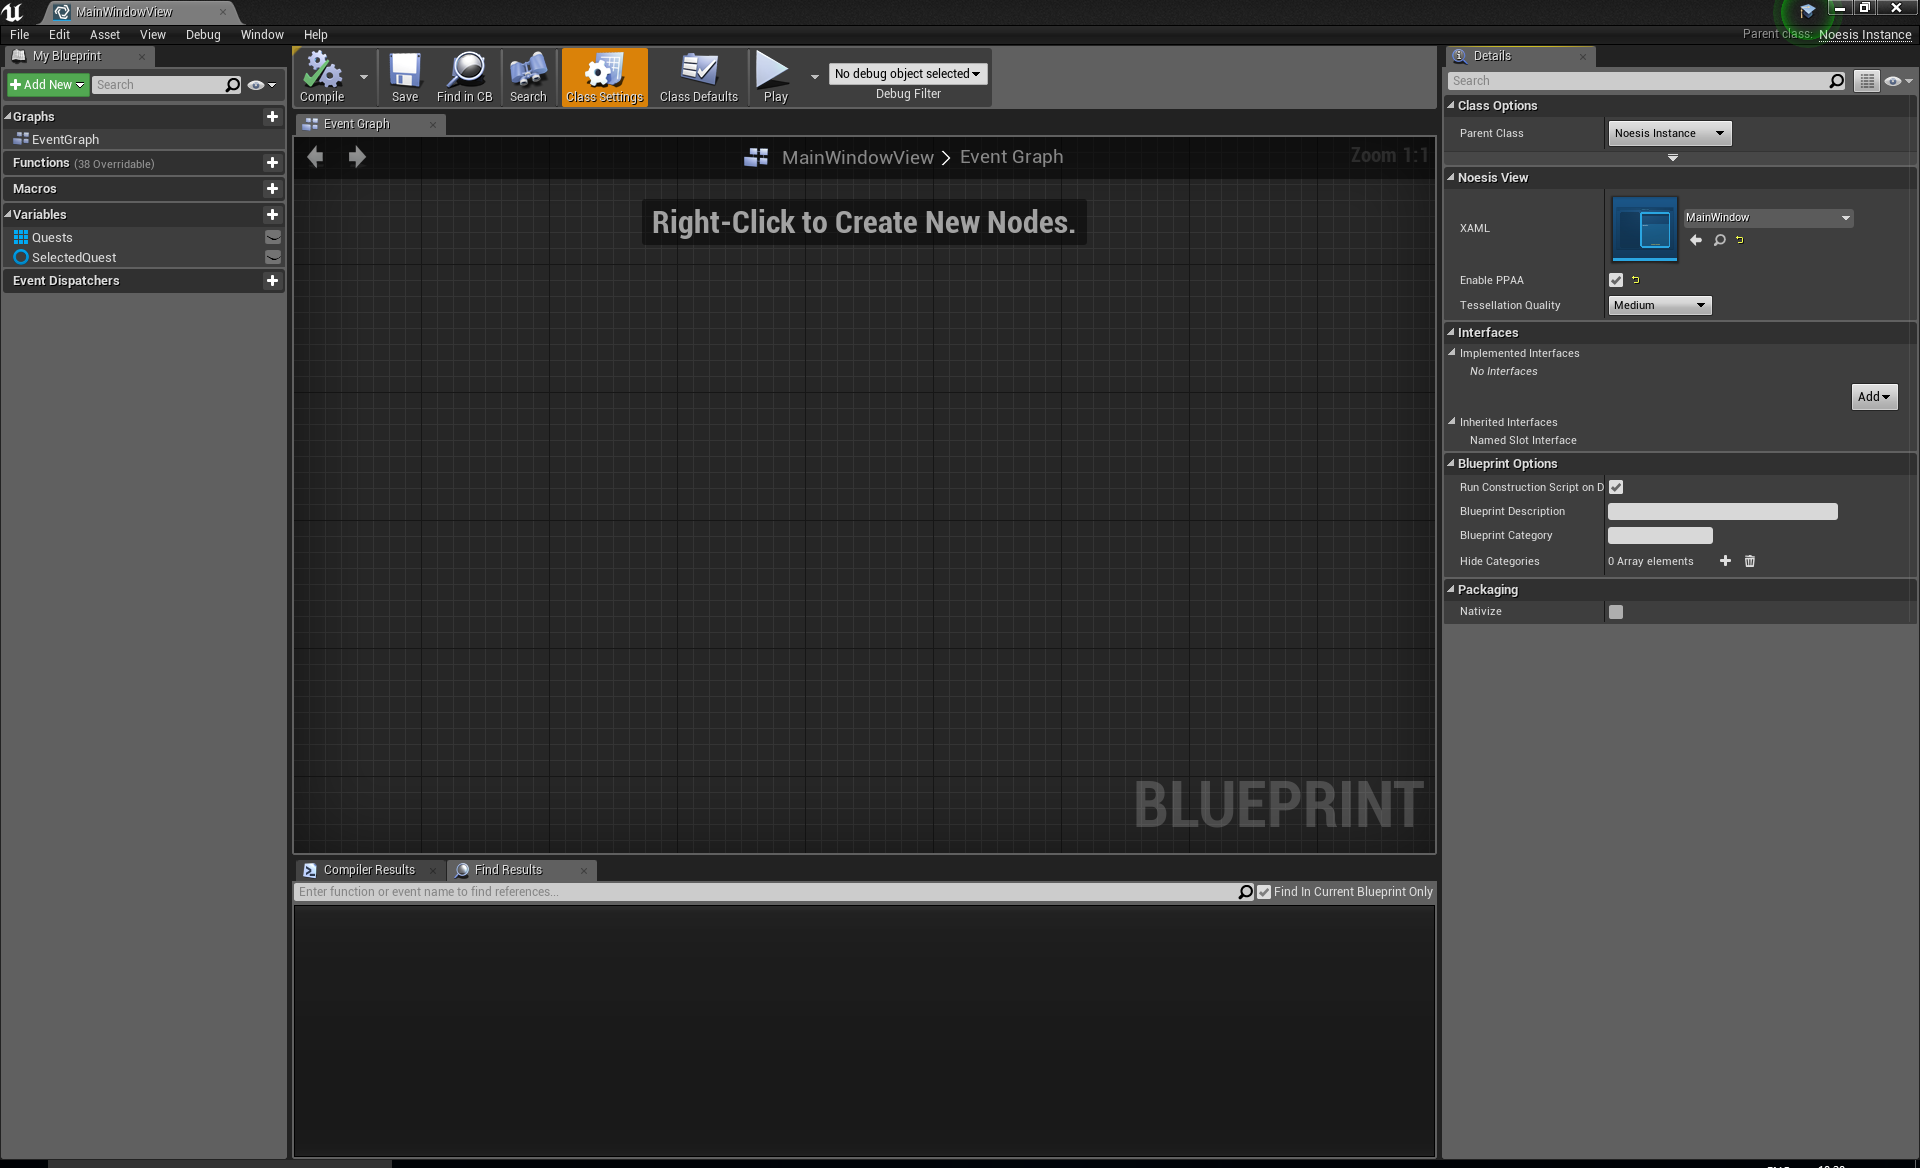 MainWindowView
File Edit Asset View Debug Window Help
Parent class: Noesis Instance
My Blueprint
Add New
Search
Graphs
EventGraph
Functions (38 Overridable)
Macros
Variables
Quests
SelectedQuest
Event Dispatchers
Compile
Save
Find in CB
Search
Class Settings
Class Defaults
Play
No debug object selected
Debug Filter
Event Graph
MainWindowView > Event Graph
Zoom 1:1
Right-Click to Create New Nodes.
BLUEPRINT
Compiler Results
Find Results
Enter function or event name to find references...
Find In Current Blueprint Only
Details
Search
Class Options
Parent Class
Noesis Instance
Noesis View
XAML
MainWindow
Enable PPAA
Tessellation Quality
Medium
Interfaces
Implemented Interfaces
No Interfaces
Add
Inherited Interfaces
Named Slot Interface
Blueprint Options
Run Construction Script on D
Blueprint Description
Blueprint Category
Hide Categories
0 Array elements
Packaging
Nativize